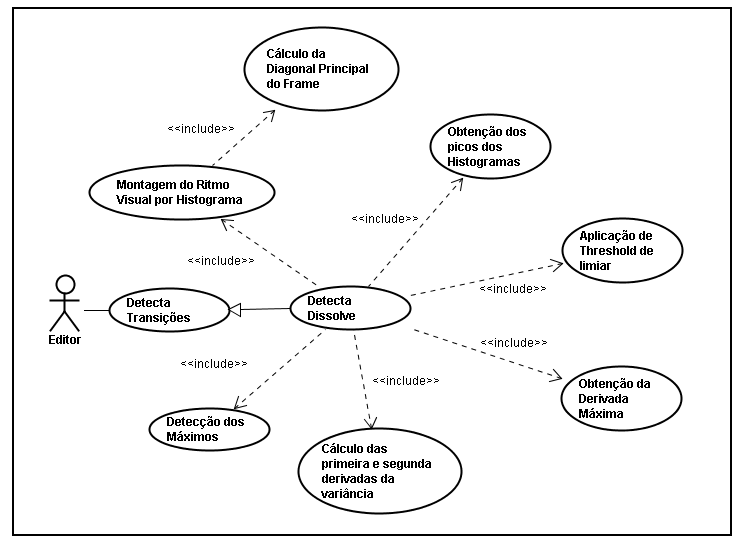 Cálculo da
Diagonal Principal
do Frame
<<include>>
Obtenção dos
picos dos
Histogramas
Montagem do Ritmo
Visual por Histograma
<<include>>
Aplicação de
Threshold de
limiar
<<include>>
<<include>>
Detecta
Transições
Detecta
Dissolve
Editor
<<include>>
<<include>>
<<include>>
Obtenção da
Derivada
Máxima
Detecção dos
Máximos
Cálculo das
primeira e segunda
derivadas da
variância